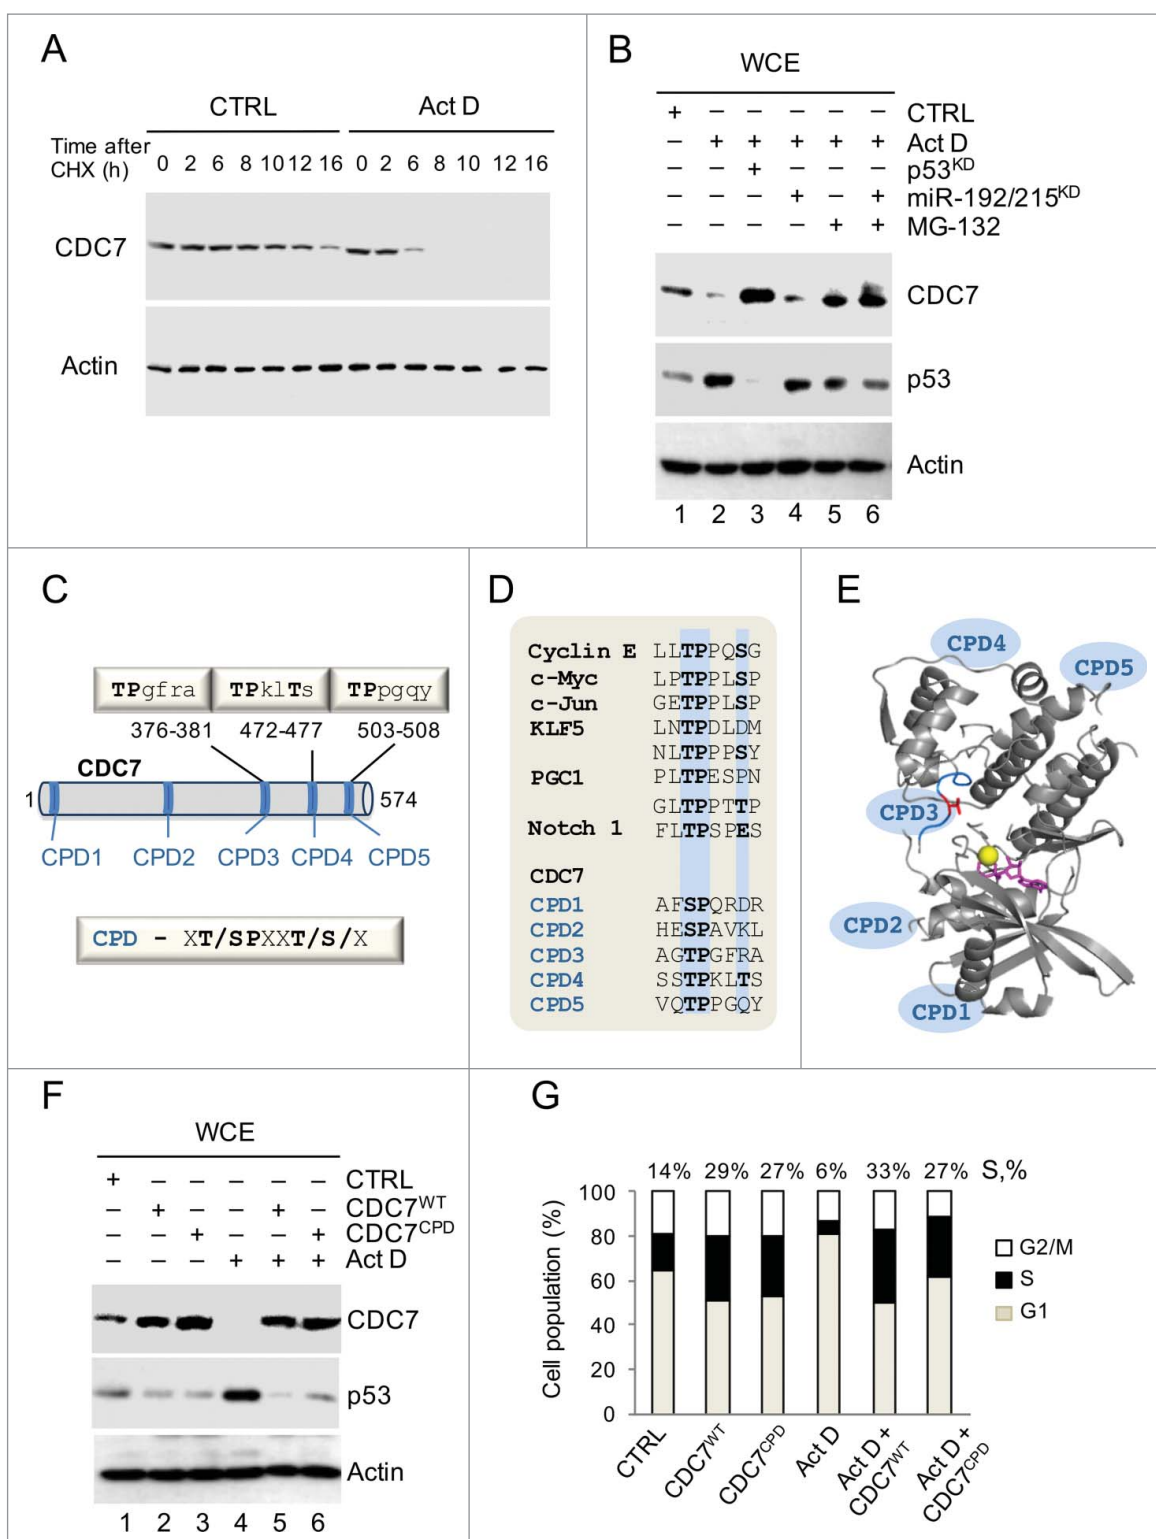 A
CTRL Act D
Time after CHX (h) 0 2 6 8 10 12 16 0 2 6 8 10 12 16
CDC7
Actin
B
WCE
+ – – – – – CTRL
– + + + + + Act D
– – + – – – p53KD
– – – + – + miR-192/215KD
– – – – + + MG-132
CDC7
p53
Actin
1 2 3 4 5 6
C
TPgfra TPklTs TPpgqy
376-381 472-477 503-508
CDC7
1 574
CPD1 CPD2 CPD3 CPD4 CPD5
CPD – XT/SPXXT/S/X
D
Cyclin E LLTPPQSG
c-Myc LPTPPLSP
c-Jun GETPPLSP
KLF5 LNTPDLDM
NLTPPPSY
PGC1 PLTPESPN
GLTPPTTP
Notch 1 FLTPSPES
CDC7
CPD1 AFSPQRDR
CPD2 HESPAVKL
CPD3 AGTPGFRA
CPD4 SSTPKLTS
CPD5 VQTPPGQY
E
CPD4
CPD5
CPD3
CPD2
CPD1
F
WCE
+ – – – – – CTRL
– + – – + – CDC7WT
– – + – – + CDC7CPD
– – – + + + Act D
CDC7
p53
Actin
1 2 3 4 5 6
G
14% 29% 27% 6% 33% 27% S,%
Cell population (%)
100
80
60
40
20
0
G2/M
S
G1
CTRL
CDC7WT
CDC7CPD
Act D
Act D +
CDC7WT
Act D +
CDC7CPD